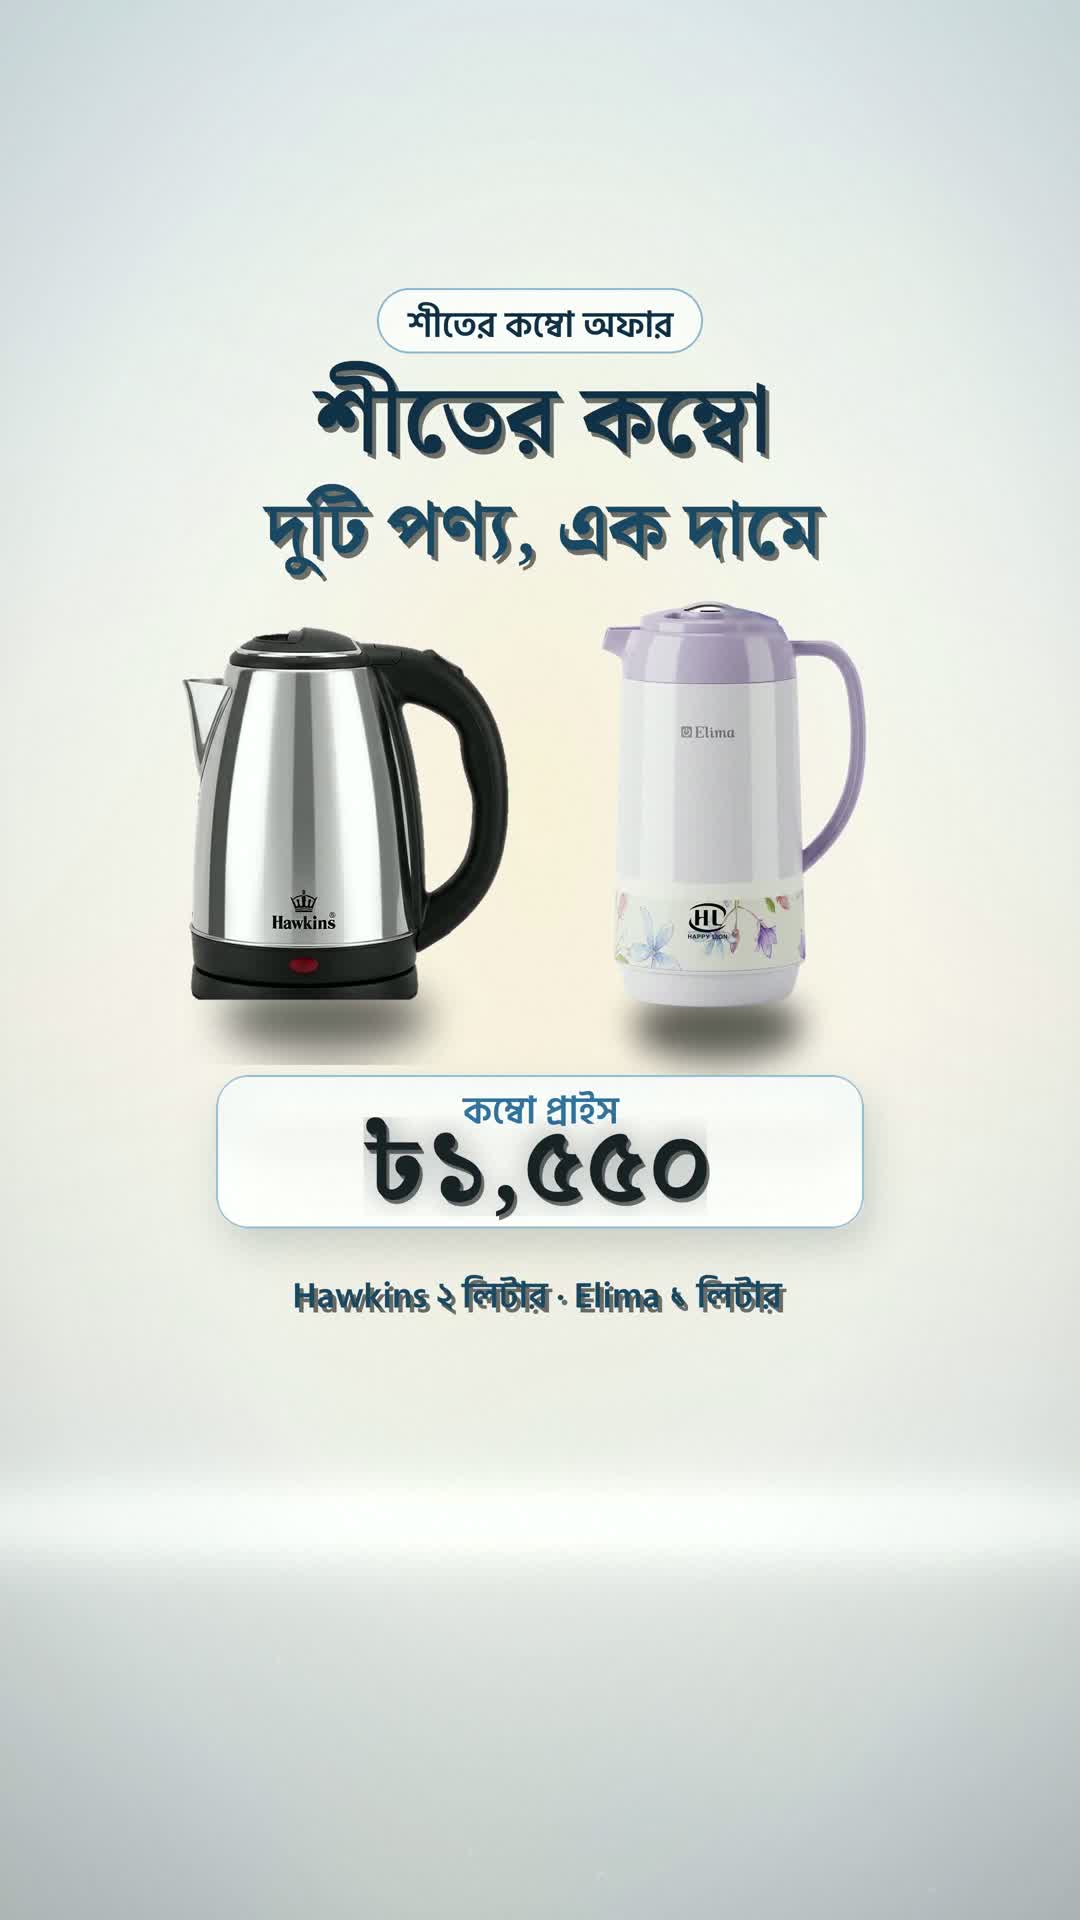 শীতের কম্বো অফার
শীতের কম্বো
দুটি পণ্য, এক দামে
Elima
Hawkins
HL
HAPPY LION
কম্বো প্রাইস
৳১,৫৫০
Hawkins ২ লিটার · Elima ১ লিটার